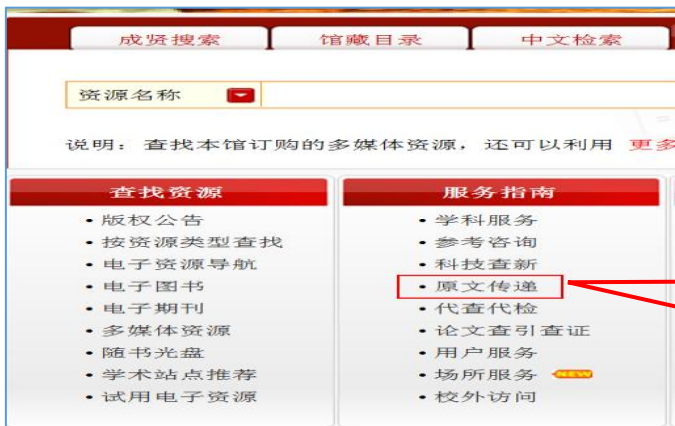 成贤搜索 馆藏目录 中文检索
资源名称
说明：查找本馆订购的多媒体资源，还可以利用 更多
查找资源
• 版权公告
• 按资源类型查找
• 电子资源导航
• 电子图书
• 电子期刊
• 多媒体资源
• 随书光盘
• 学术站点推荐
• 试用电子资源
服务指南
• 学科服务
• 参考咨询
• 科技查新
• 原文传递
• 代查代检
• 论文查引查证
• 用户服务
• 场所服务 NEW
• 校外访问